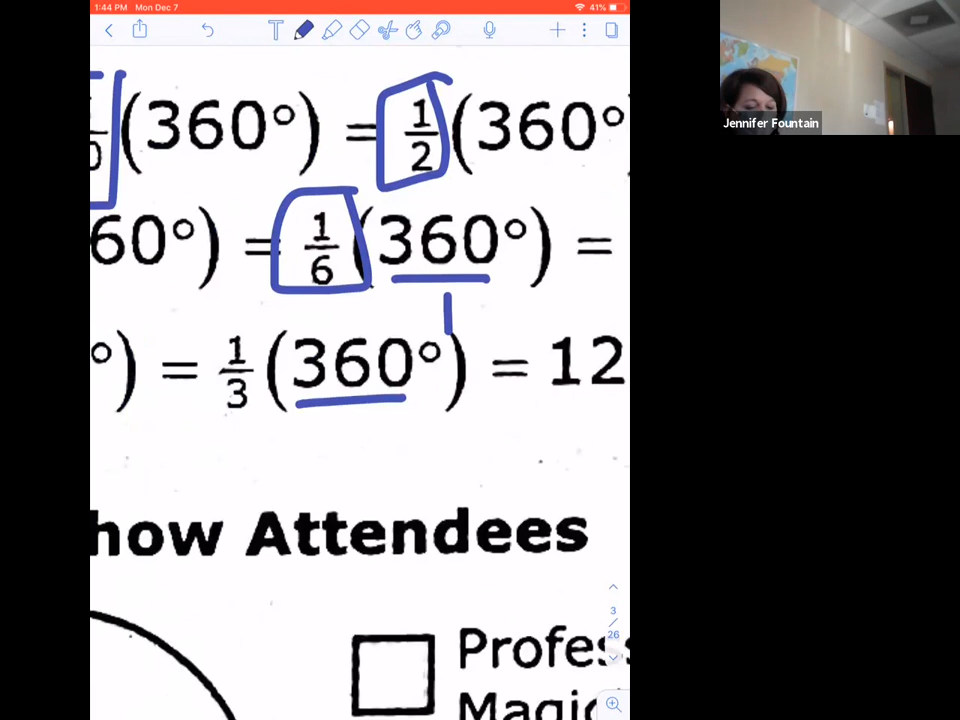 1:44 PM Mon Dec 7
41%
(360°) = 1/2 (360°
60°) = 1/6 (360°) =
°) = 1/3 (360°) = 12
how Attendees
Profes
Magic
3
/
26
Jennifer Fountain